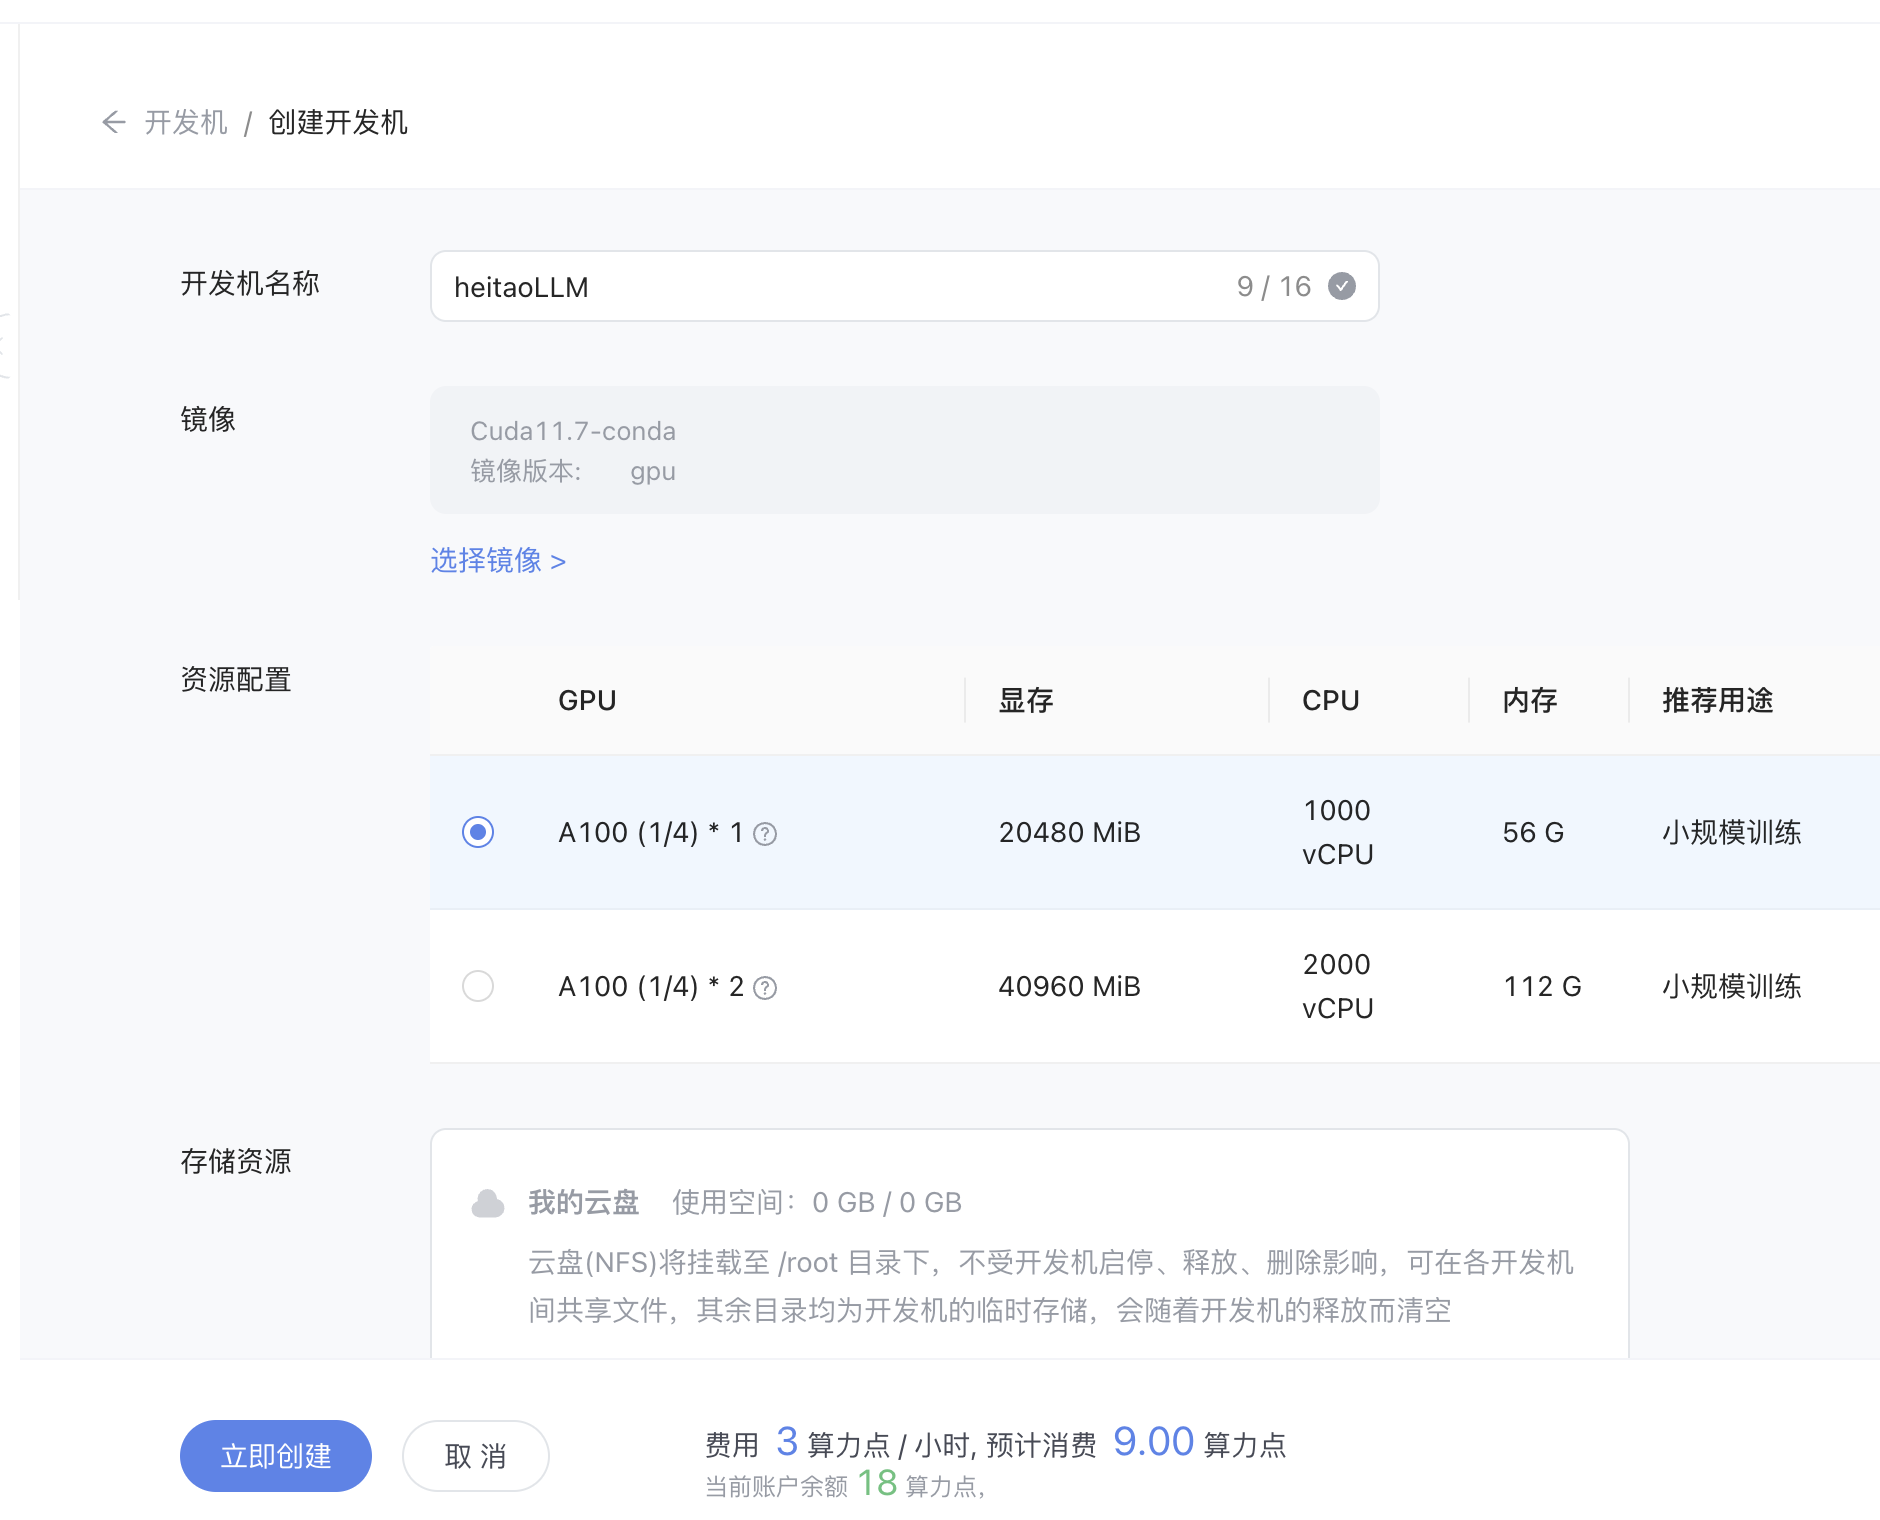 开发机 / 创建开发机
开发机名称
heitaoLLM
9 / 16
镜像
Cuda11.7-conda
镜像版本: gpu
选择镜像 >
资源配置
GPU 显存 CPU 内存 推荐用途
A100 (1/4) * 1 20480 MiB 1000 vCPU 56 G 小规模训练
A100 (1/4) * 2 40960 MiB 2000 vCPU 112 G 小规模训练
存储资源
我的云盘 使用空间：0 GB / 0 GB
云盘(NFS)将挂载至 /root 目录下，不受开发机启停、释放、删除影响，可在各开发机
间共享文件，其余目录均为开发机的临时存储，会随着开发机的释放而清空
立即创建
取 消
费用 3 算力点 / 小时, 预计消费 9.00 算力点
当前账户余额 18 算力点，